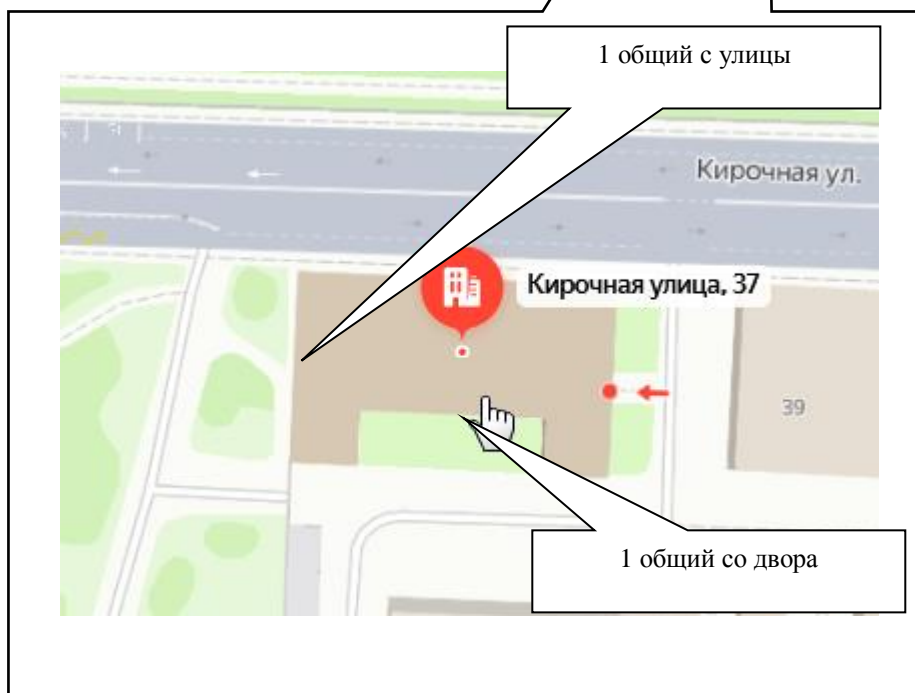 1 общий с улицы
Кирочная ул.
Кирочная улица, 37
39
1 общий со двора